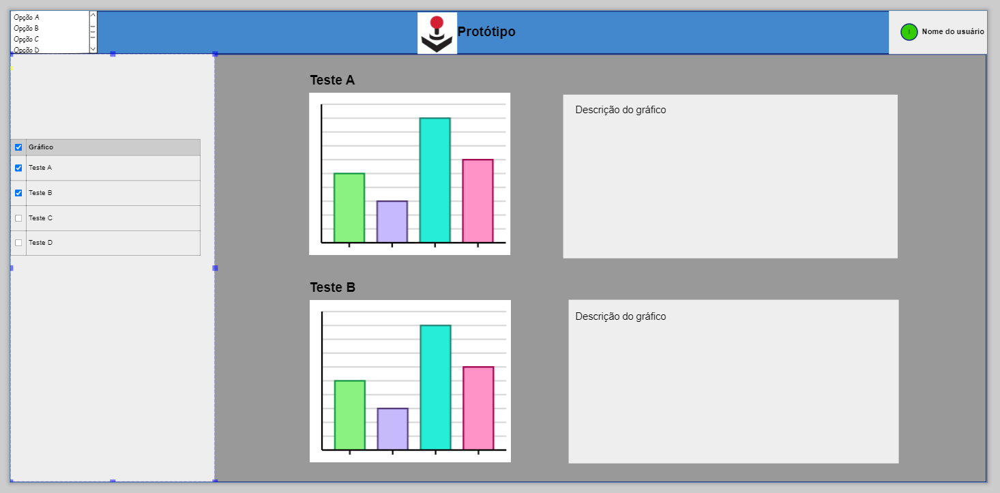 Opção A
Opção B
Opção C
Opção D
Protótipo
I
Nome do usuário
Gráfico
Teste A
Teste B
Teste C
Teste D
Teste A
Descrição do gráfico
Teste B
Descrição do gráfico